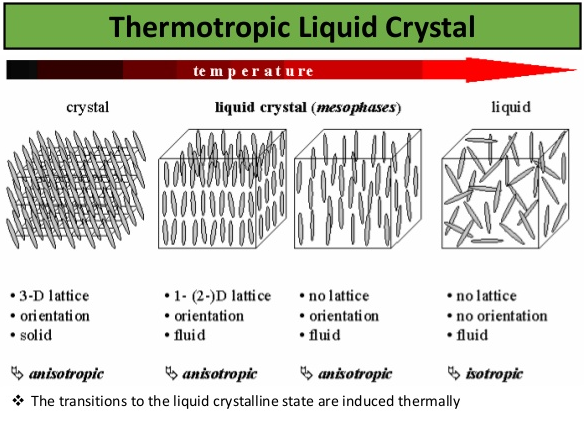 Thermotropic Liquid Crystal
temperature
crystal
liquid crystal (mesophases)
liquid
• 3-D lattice
• orientation
• solid
anisotropic
• 1- (2-)D lattice
• orientation
• fluid
anisotropic
• no lattice
• orientation
• fluid
anisotropic
• no lattice
• no orientation
• fluid
isotropic
❖ The transitions to the liquid crystalline state are induced thermally